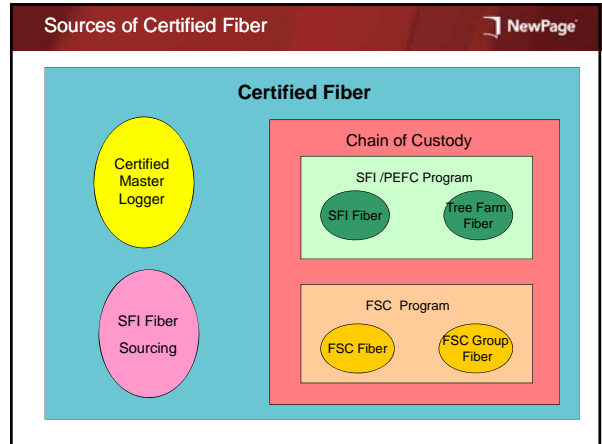 Sources of Certified Fiber
NewPage
Certified Fiber
Certified
Master
Logger
SFI Fiber
Sourcing
Chain of Custody
SFI /PEFC Program
SFI Fiber
Tree Farm
Fiber
FSC Program
FSC Fiber
FSC Group
Fiber